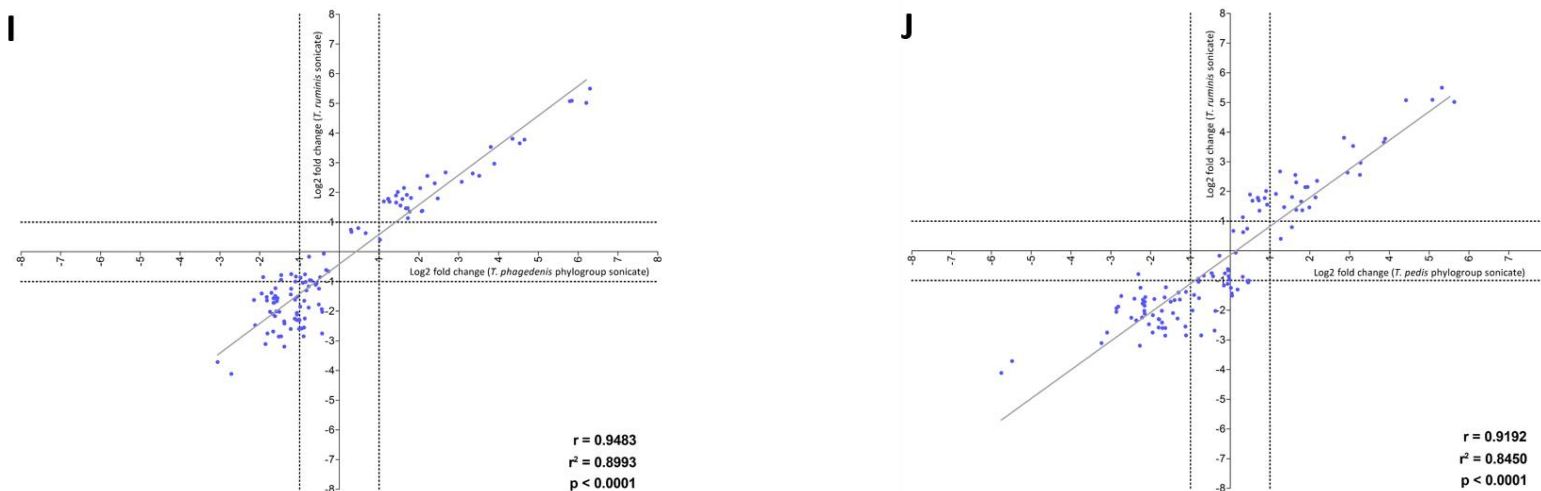 I
8
7
6
5
4
3
2
1
-1
-2
-3
-4
-5
-6
-7
-8
Log2 fold change (T. ruminis sonicate)
-8 -7 -6 -5 -4 -3 -2 -1 1 2 3 4 5 6 7 8
Log2 fold change (T. phagedenis phylogroup sonicate)
r = 0.9483
r² = 0.8993
p < 0.0001
J
8
7
6
5
4
3
2
1
-1
-2
-3
-4
-5
-6
-7
-8
Log2 fold change (T. ruminis sonicate)
-8 -7 -6 -5 -4 -3 -2 -1 1 2 3 4 5 6 7
Log2 fold change (T. pedis phylogroup sonicate)
r = 0.9192
r² = 0.8450
p < 0.0001